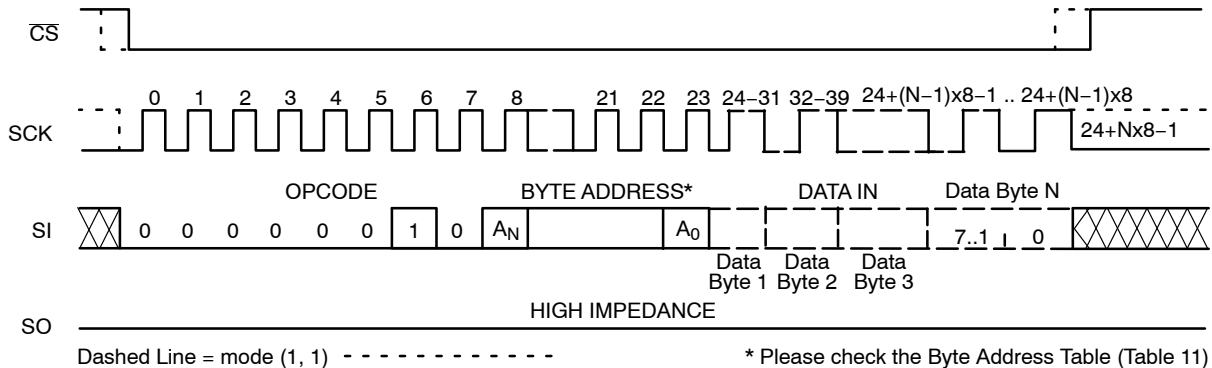 CS
0 1 2 3 4 5 6 7 8 21 22 23 24−31 32−39 24+(N−1)x8−1 .. 24+(N−1)x8
SCK
24+Nx8−1
OPCODE BYTE ADDRESS* DATA IN Data Byte N
SI 0 0 0 0 0 0 1 0 AN A0 7..1 0
Data Byte 1
Data Byte 2
Data Byte 3
HIGH IMPEDANCE
SO
Dashed Line = mode (1, 1)
* Please check the Byte Address Table (Table 11)